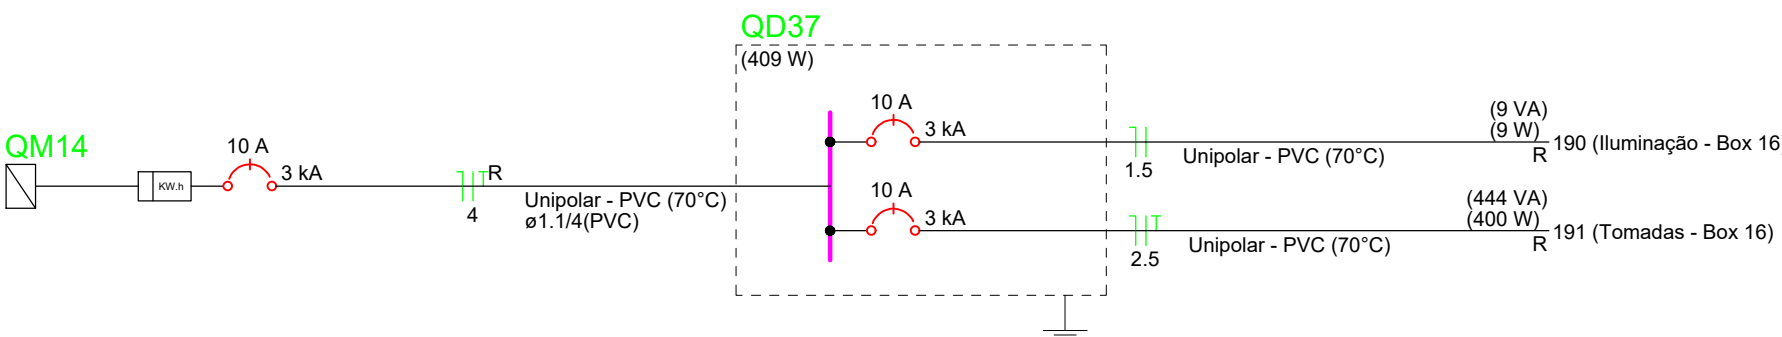 QM14
KW.h
10 A
3 kA
R
4
Unipolar - PVC (70°C)
ø1.1/4(PVC)
QD37
(409 W)
10 A
3 kA
1.5
Unipolar - PVC (70°C)
(9 VA)
(9 W)
R
190 (Iluminação - Box 16
10 A
3 kA
2.5
Unipolar - PVC (70°C)
(444 VA)
(400 W)
R
191 (Tomadas - Box 16)